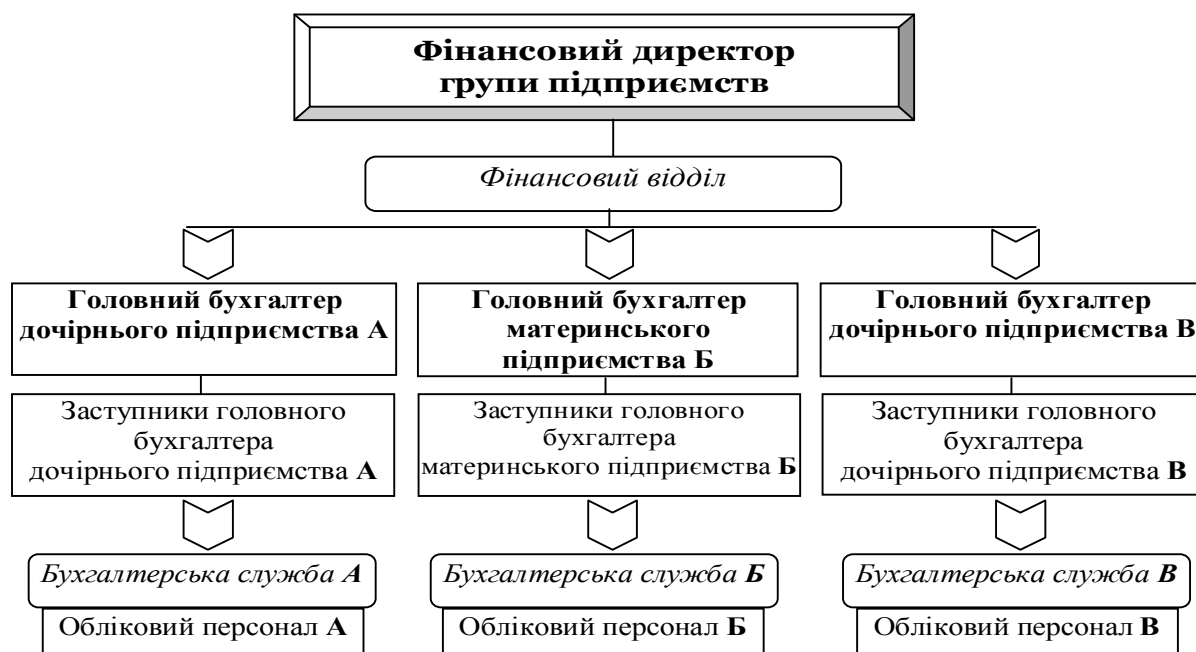 Фінансовий директор
групи підприємств
Фінансовий відділ
Головний бухгалтер
дочірнього підприємства А
Головний бухгалтер
материнського
підприємства Б
Головний бухгалтер
дочірнього підприємства В
Заступники головного
бухгалтера
дочірнього підприємства А
Заступники головного
бухгалтера
материнського підприємства Б
Заступники головного
бухгалтера
дочірнього підприємства В
Бухгалтерська служба А
Обліковий персонал А
Бухгалтерська служба Б
Обліковий персонал Б
Бухгалтерська служба В
Обліковий персонал В